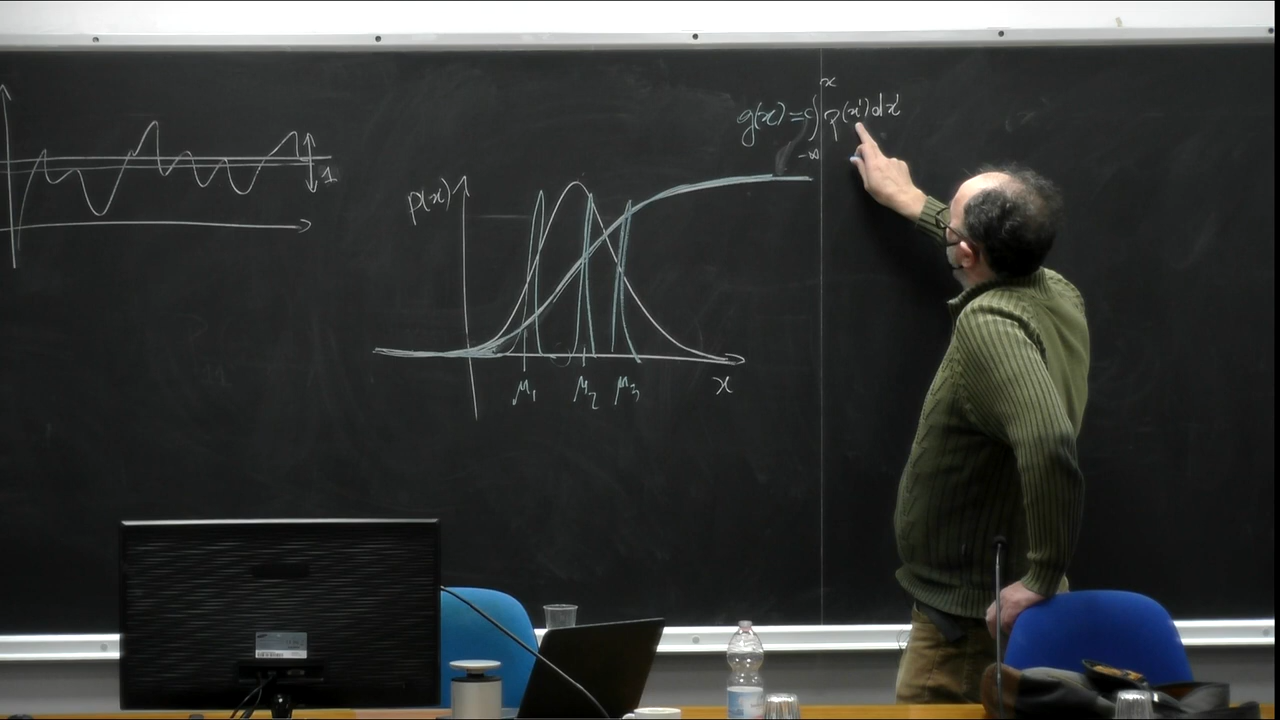 g(x) = ∫_{-∞}^{x} p(x') dx'
1
p(x)
μ₁ μ₂ μ₃ x